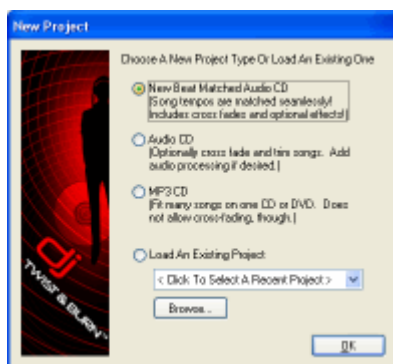 New Project
Choose A New Project Type Or Load An Existing One
New Beat Matched Audio CD
(Song tempos are matched seamlessly!
Includes cross fades and optional effects!)
Audio CD
(Optionally cross fade and trim songs. Add
audio processing if desired.)
MP3 CD
(Fit many songs on one CD or DVD. Does
not allow cross-fading, though.)
Load An Existing Project
< Click To Select A Recent Project >
Browse...
OK
dj
TWIST & BURN™